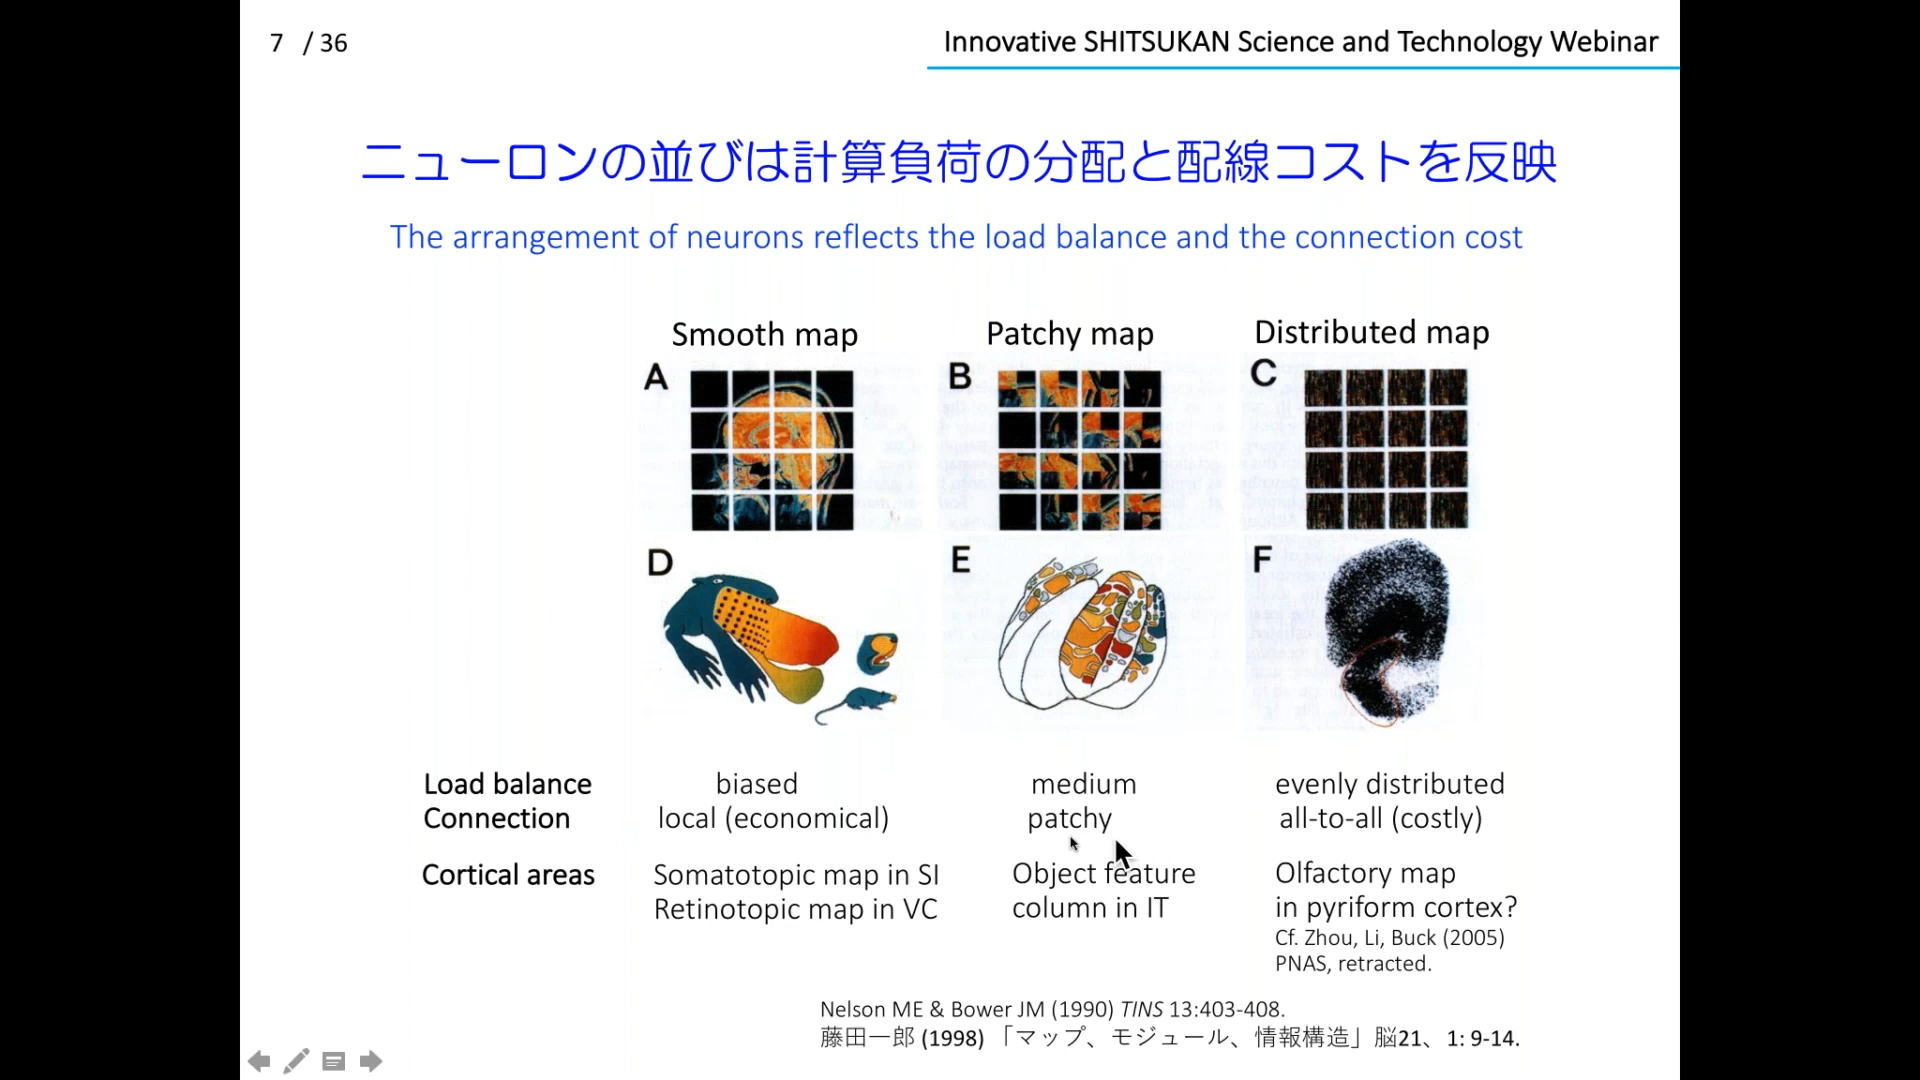 7 / 36
Innovative SHITSUKAN Science and Technology Webinar
ニューロンの並びは計算負荷の分配と配線コストを反映
The arrangement of neurons reflects the load balance and the connection cost
Smooth map Patchy map Distributed map
A B C
D E F
Load balance biased medium evenly distributed
Connection local (economical) patchy all-to-all (costly)
Cortical areas Somatotopic map in SI Object feature Olfactory map
Retinotopic map in VC column in IT in pyriform cortex?
Cf. Zhou, Li, Buck (2005)
PNAS, retracted.
Nelson ME & Bower JM (1990) TINS 13:403-408.
藤田一郎 (1998) 「マップ、モジュール、情報構造」脳21、1: 9-14.